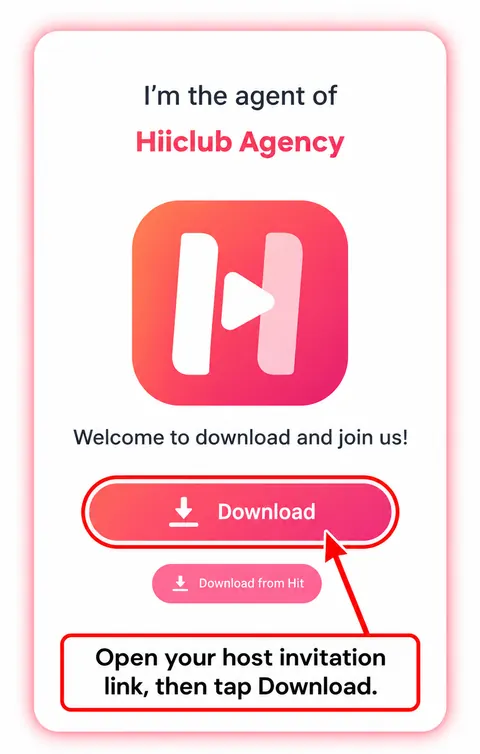 I'm the agent of
Hiiclub Agency
Welcome to download and join us!
Download
Download from Hit
Open your host invitation
link, then tap Download.